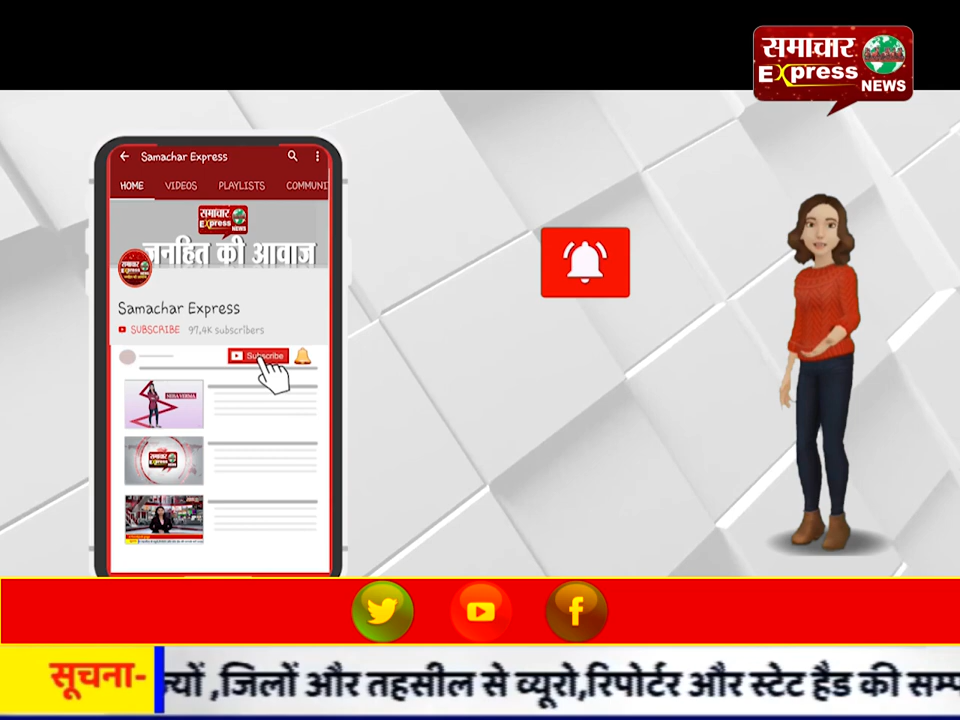 समाचार
Express
NEWS
Samachar Express
HOME VIDEOS PLAYLISTS COMMUNI
समाचार
Express
NEWS
जनहित की आवाज
Samachar Express
SUBSCRIBE 97.4K subscribers
Subscribe
सूचना- ज्यों ,जिलों और तहसील से ब्यूरो,रिपोर्टर और स्टेट हैड की सम्प